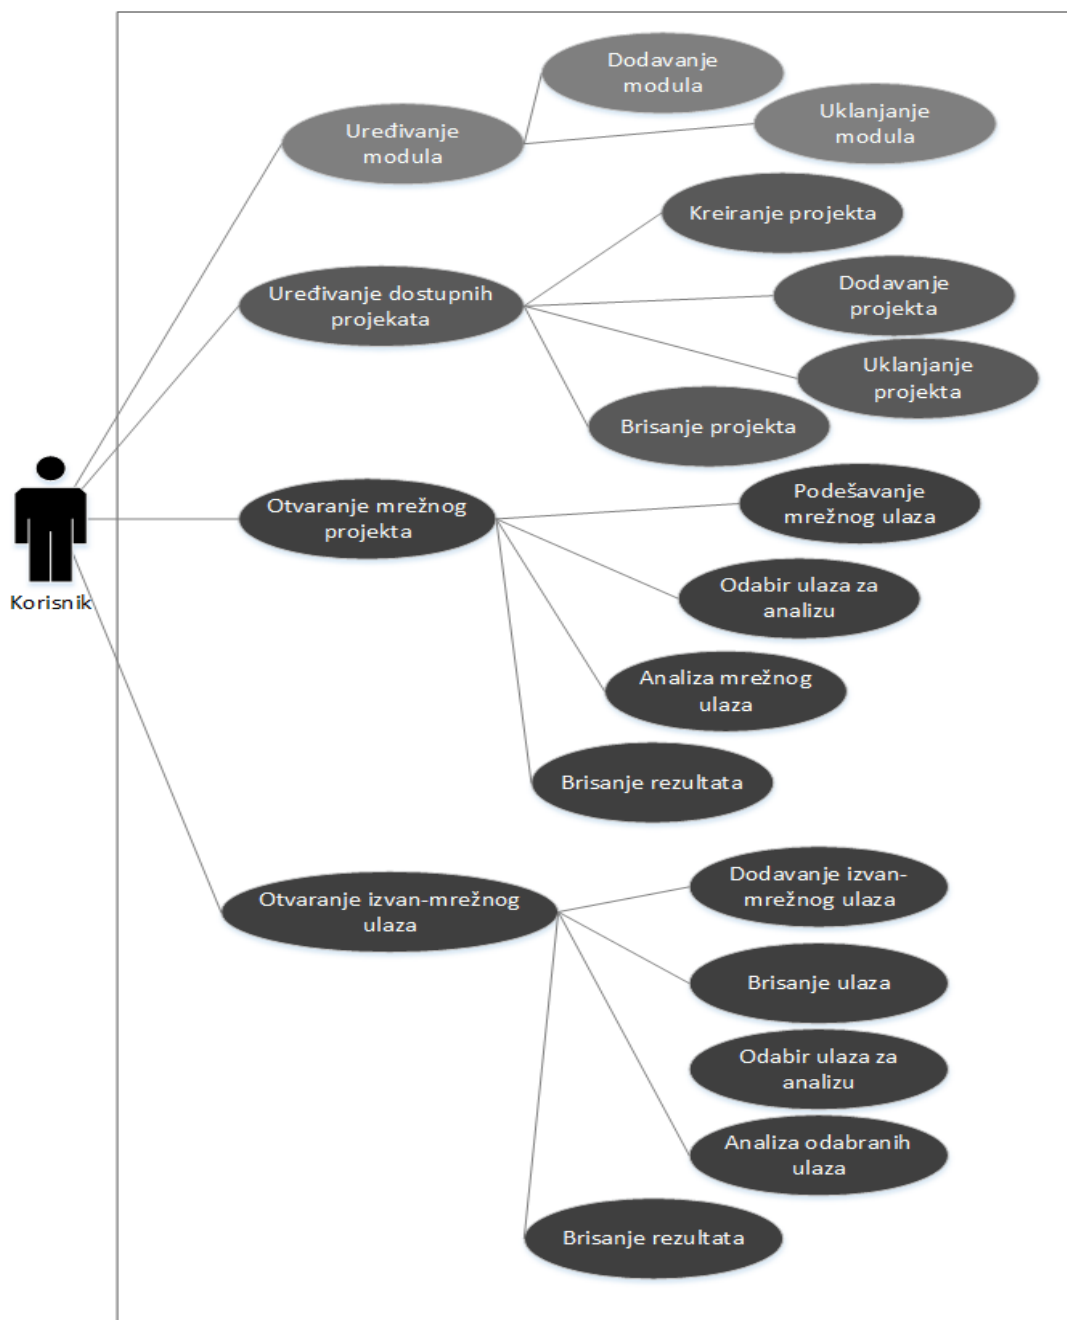 Dodavanje
modula
Uređivanje
modula
Uklanjanje
modula
Kreiranje projekta
Uređivanje dostupnih
projekata
Dodavanje
projekta
Uklanjanje
projekta
Brisanje projekta
Korisnik
Otvaranje mrežnog
projekta
Podešavanje
mrežnog ulaza
Odabir ulaza za
analizu
Analiza mrežnog
ulaza
Brisanje rezultata
Otvaranje izvan-mrežnog
ulaza
Dodavanje izvan-
mrežnog ulaza
Brisanje ulaza
Odabir ulaza za
analizu
Analiza odabranih
ulaza
Brisanje rezultata